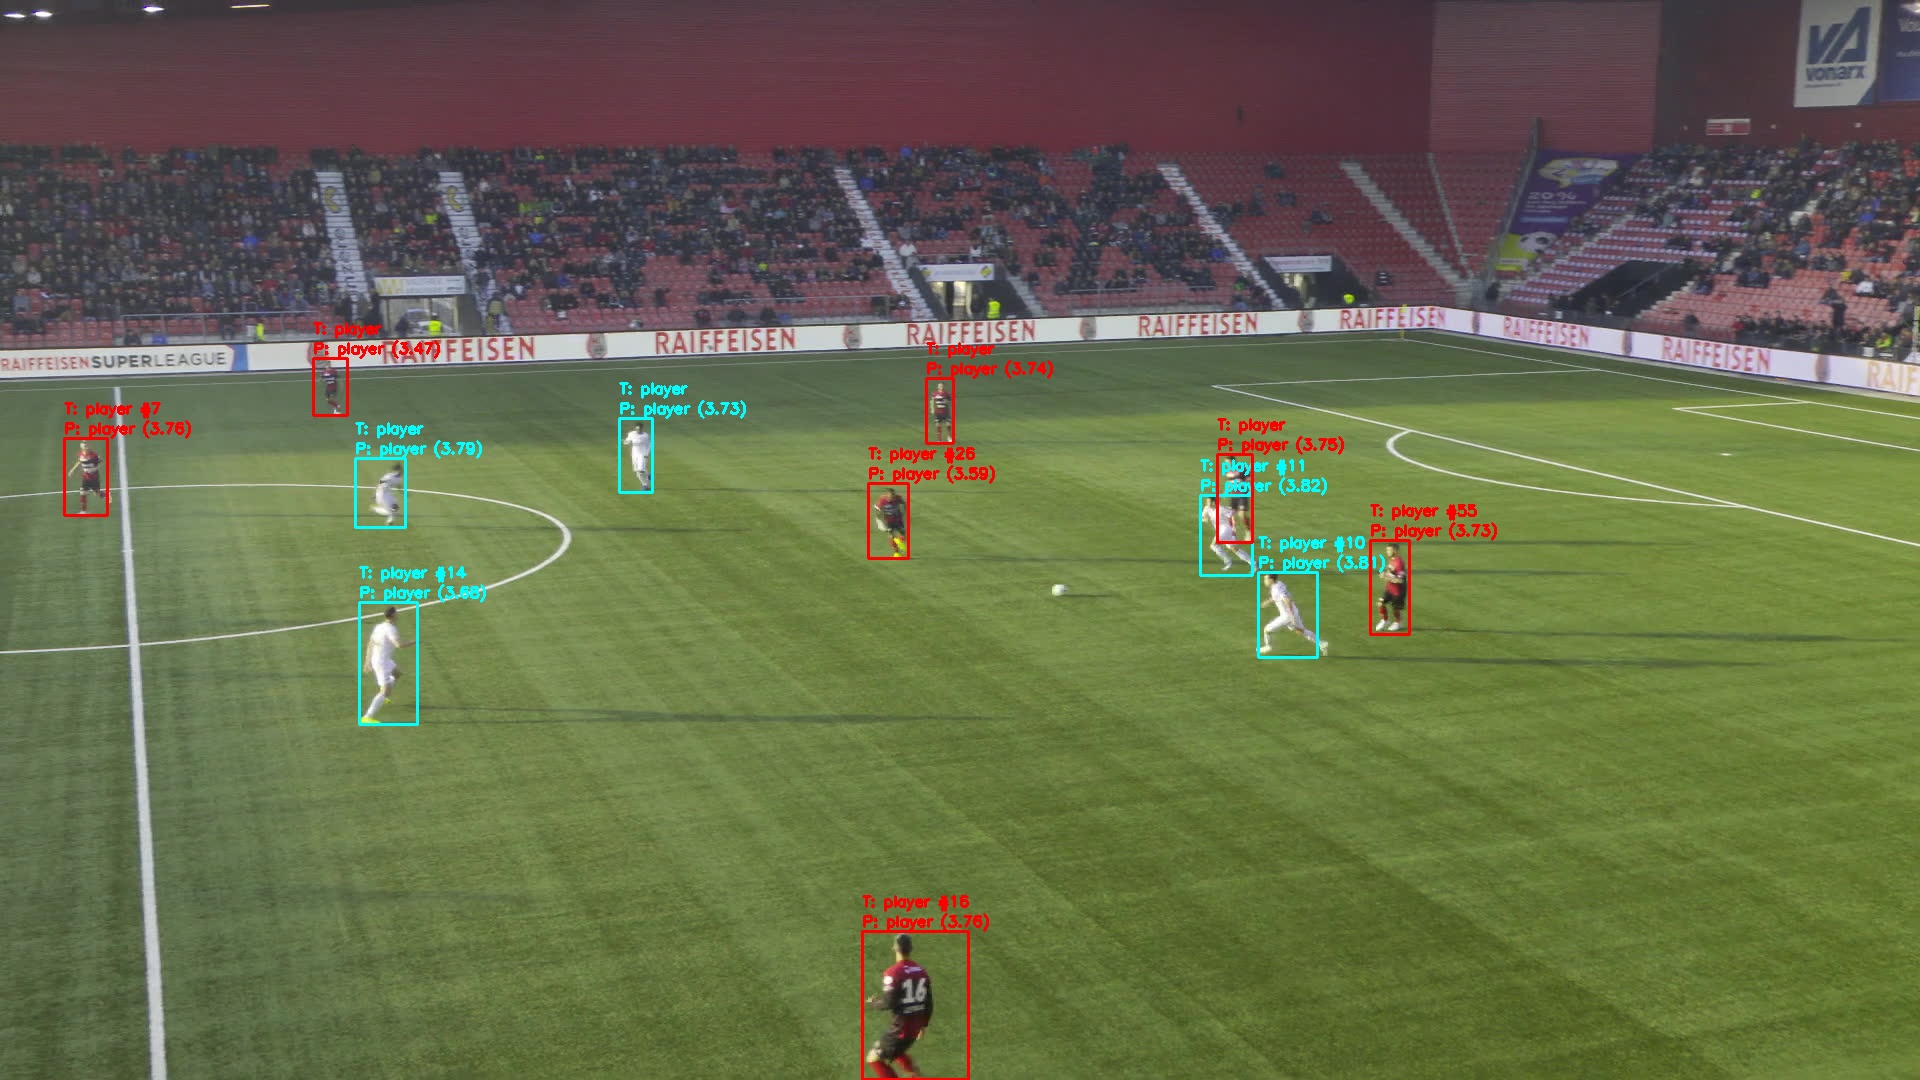 VA
vonarx
RAIFFEISEN SUPERLEAGUE
RAIFFEISEN
RAIFFEISEN
RAIFFEISEN
RAIFFEISEN
RAIFFEISEN
RAIFFEISEN
RAIFFEISEN
T: player
P: player (3.47)
T: player
P: player (3.74)
T: player
P: player (3.73)
T: player #7
P: player (3.76)
T: player
P: player (3.79)
T: player
P: player (3.75)
T: player #26
P: player (3.59)
T: player #11
P: player (3.82)
T: player #55
P: player (3.73)
T: player #10
P: player (3.81)
T: player #14
P: player (3.68)
T: player #16
P: player (3.76)
16